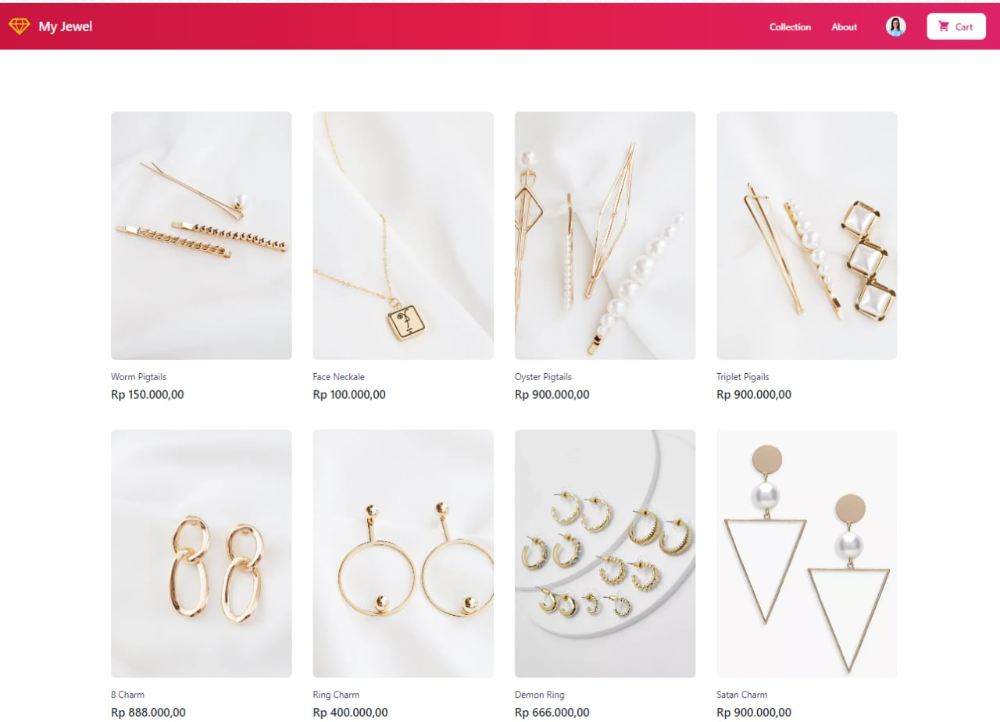 My Jewel
Collection
About
Cart
Worm Pigtails
Rp 150.000,00
Face Neckale
Rp 100.000,00
Oyster Pigtails
Rp 900.000,00
Triplet Pigails
Rp 900.000,00
8 Charm
Rp 888.000,00
Ring Charm
Rp 400.000,00
Demon Ring
Rp 666.000,00
Satan Charm
Rp 900.000,00